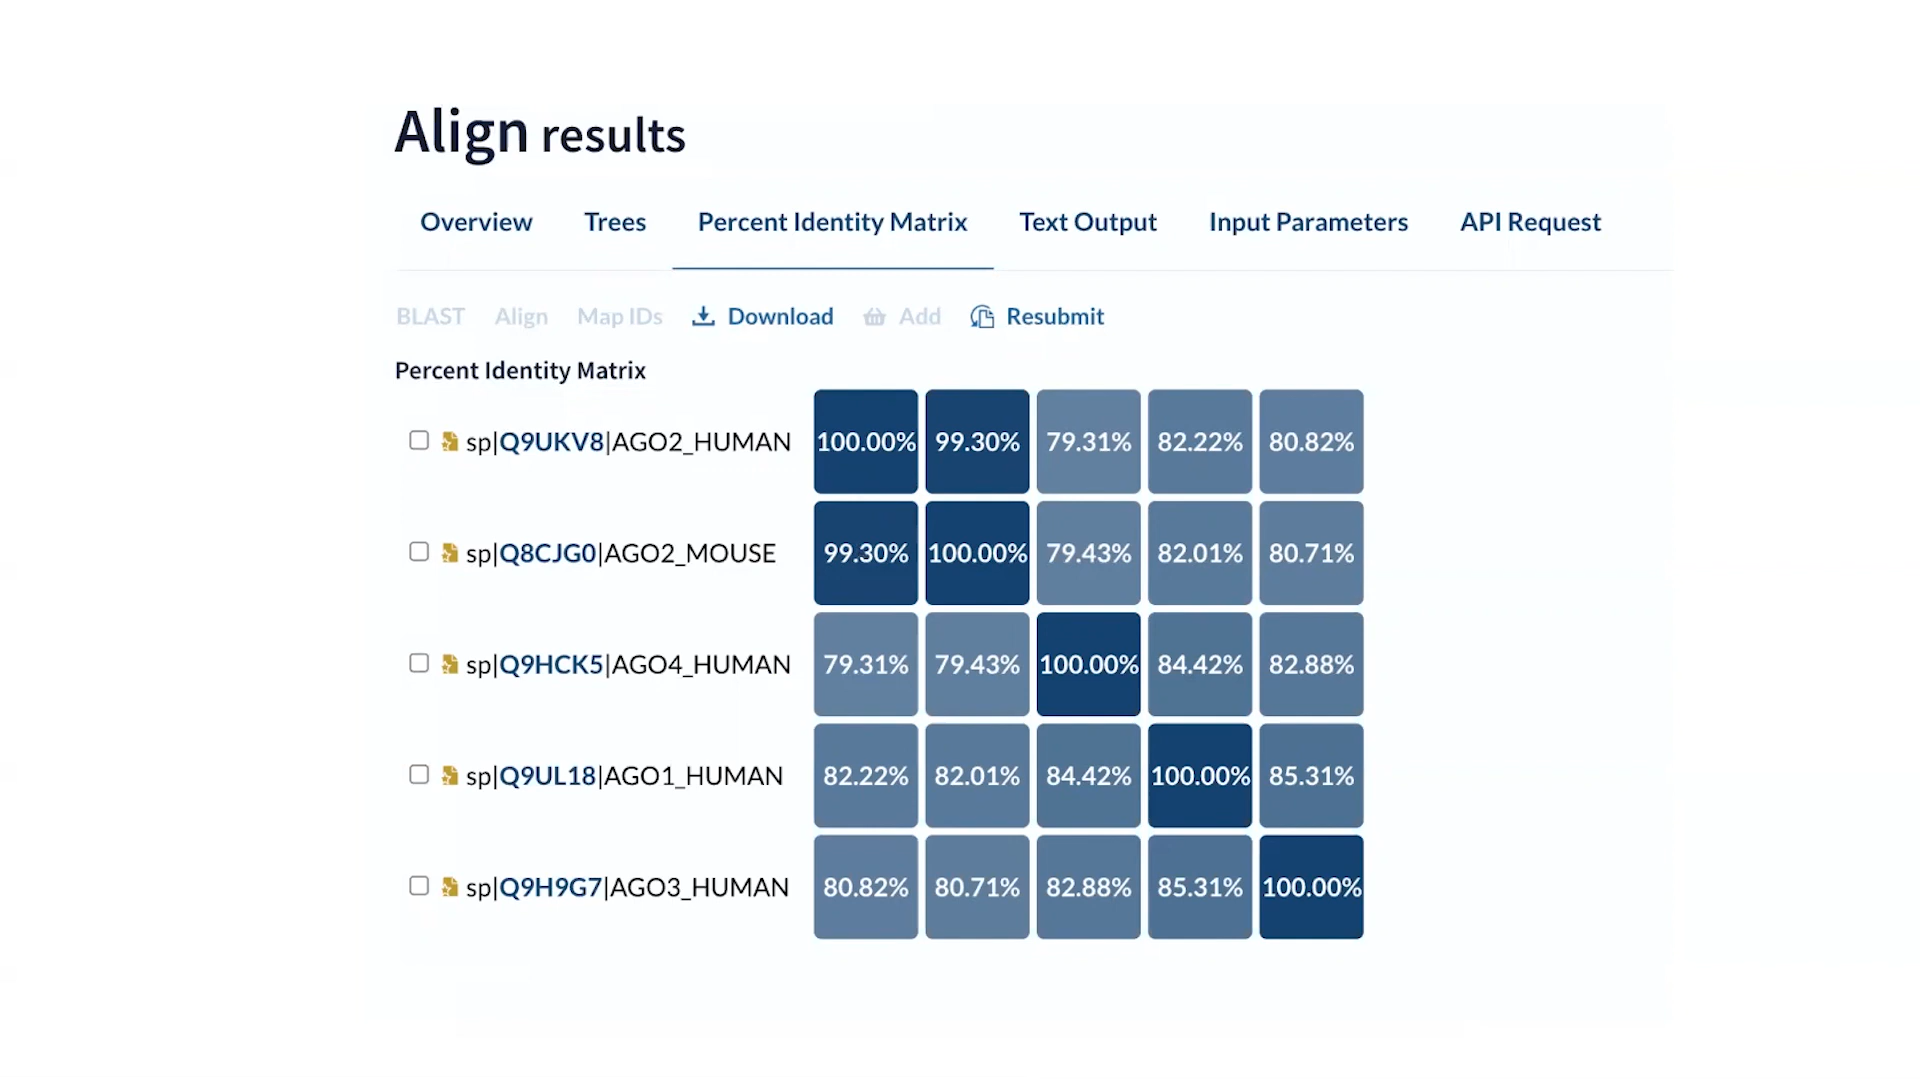 Align results
Overview Trees Percent Identity Matrix Text Output Input Parameters API Request
BLAST Align Map IDs Download Add Resubmit
Percent Identity Matrix
sp|Q9UKV8|AGO2_HUMAN 100.00% 99.30% 79.31% 82.22% 80.82%
sp|Q8CJG0|AGO2_MOUSE 99.30% 100.00% 79.43% 82.01% 80.71%
sp|Q9HCK5|AGO4_HUMAN 79.31% 79.43% 100.00% 84.42% 82.88%
sp|Q9UL18|AGO1_HUMAN 82.22% 82.01% 84.42% 100.00% 85.31%
sp|Q9H9G7|AGO3_HUMAN 80.82% 80.71% 82.88% 85.31% 100.00%